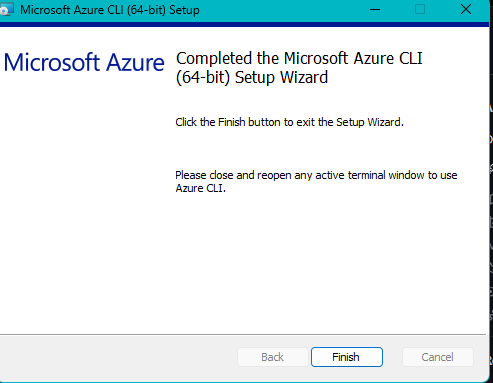 Microsoft Azure CLI (64-bit) Setup
Microsoft Azure
Completed the Microsoft Azure CLI
(64-bit) Setup Wizard
Click the Finish button to exit the Setup Wizard.
Please close and reopen any active terminal window to use
Azure CLI.
Back
Finish
Cancel